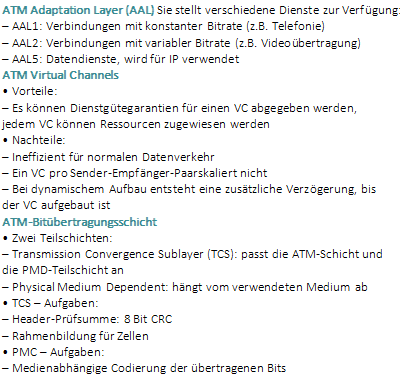 ATM Adaptation Layer (AAL) Sie stellt verschiedene Dienste zur Verfügung:
– AAL1: Verbindungen mit konstanter Bitrate (z.B. Telefonie)
– AAL2: Verbindungen mit variabler Bitrate (z.B. Videoübertragung)
– AAL5: Datendienste, wird für IP verwendet
ATM Virtual Channels
• Vorteile:
– Es können Dienstgütegarantien für einen VC abgegeben werden,
jedem VC können Ressourcen zugewiesen werden
• Nachteile:
– Ineffizient für normalen Datenverkehr
– Ein VC pro Sender-Empfänger-Paarskaliert nicht
– Bei dynamischem Aufbau entsteht eine zusätzliche Verzögerung, bis
der VC aufgebaut ist
ATM-Bitübertragungsschicht
• Zwei Teilschichten:
– Transmission Convergence Sublayer (TCS): passt die ATM-Schicht und
die PMD-Teilschicht an
– Physical Medium Dependent: hängt vom verwendeten Medium ab
• TCS – Aufgaben:
– Header-Prüfsumme: 8 Bit CRC
– Rahmenbildung für Zellen
• PMC – Aufgaben:
– Medienabhängige Codierung der übertragenen Bits